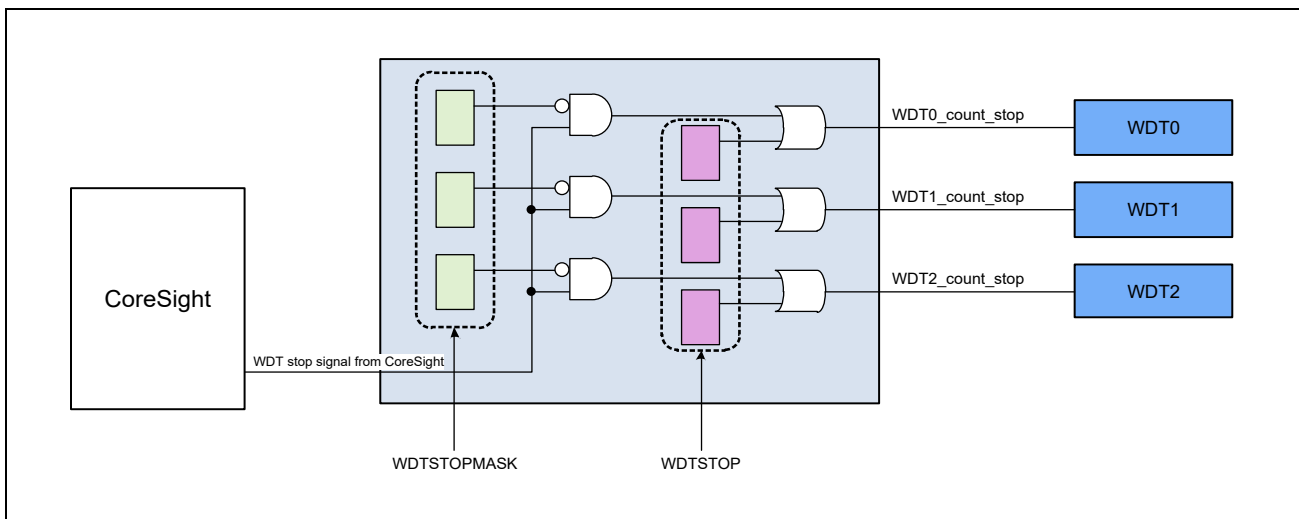 WDT0_count_stop
WDT0
WDT1_count_stop
WDT1
WDT2_count_stop
WDT2
CoreSight
WDT stop signal from CoreSight
WDTSTOPMASK
WDTSTOP